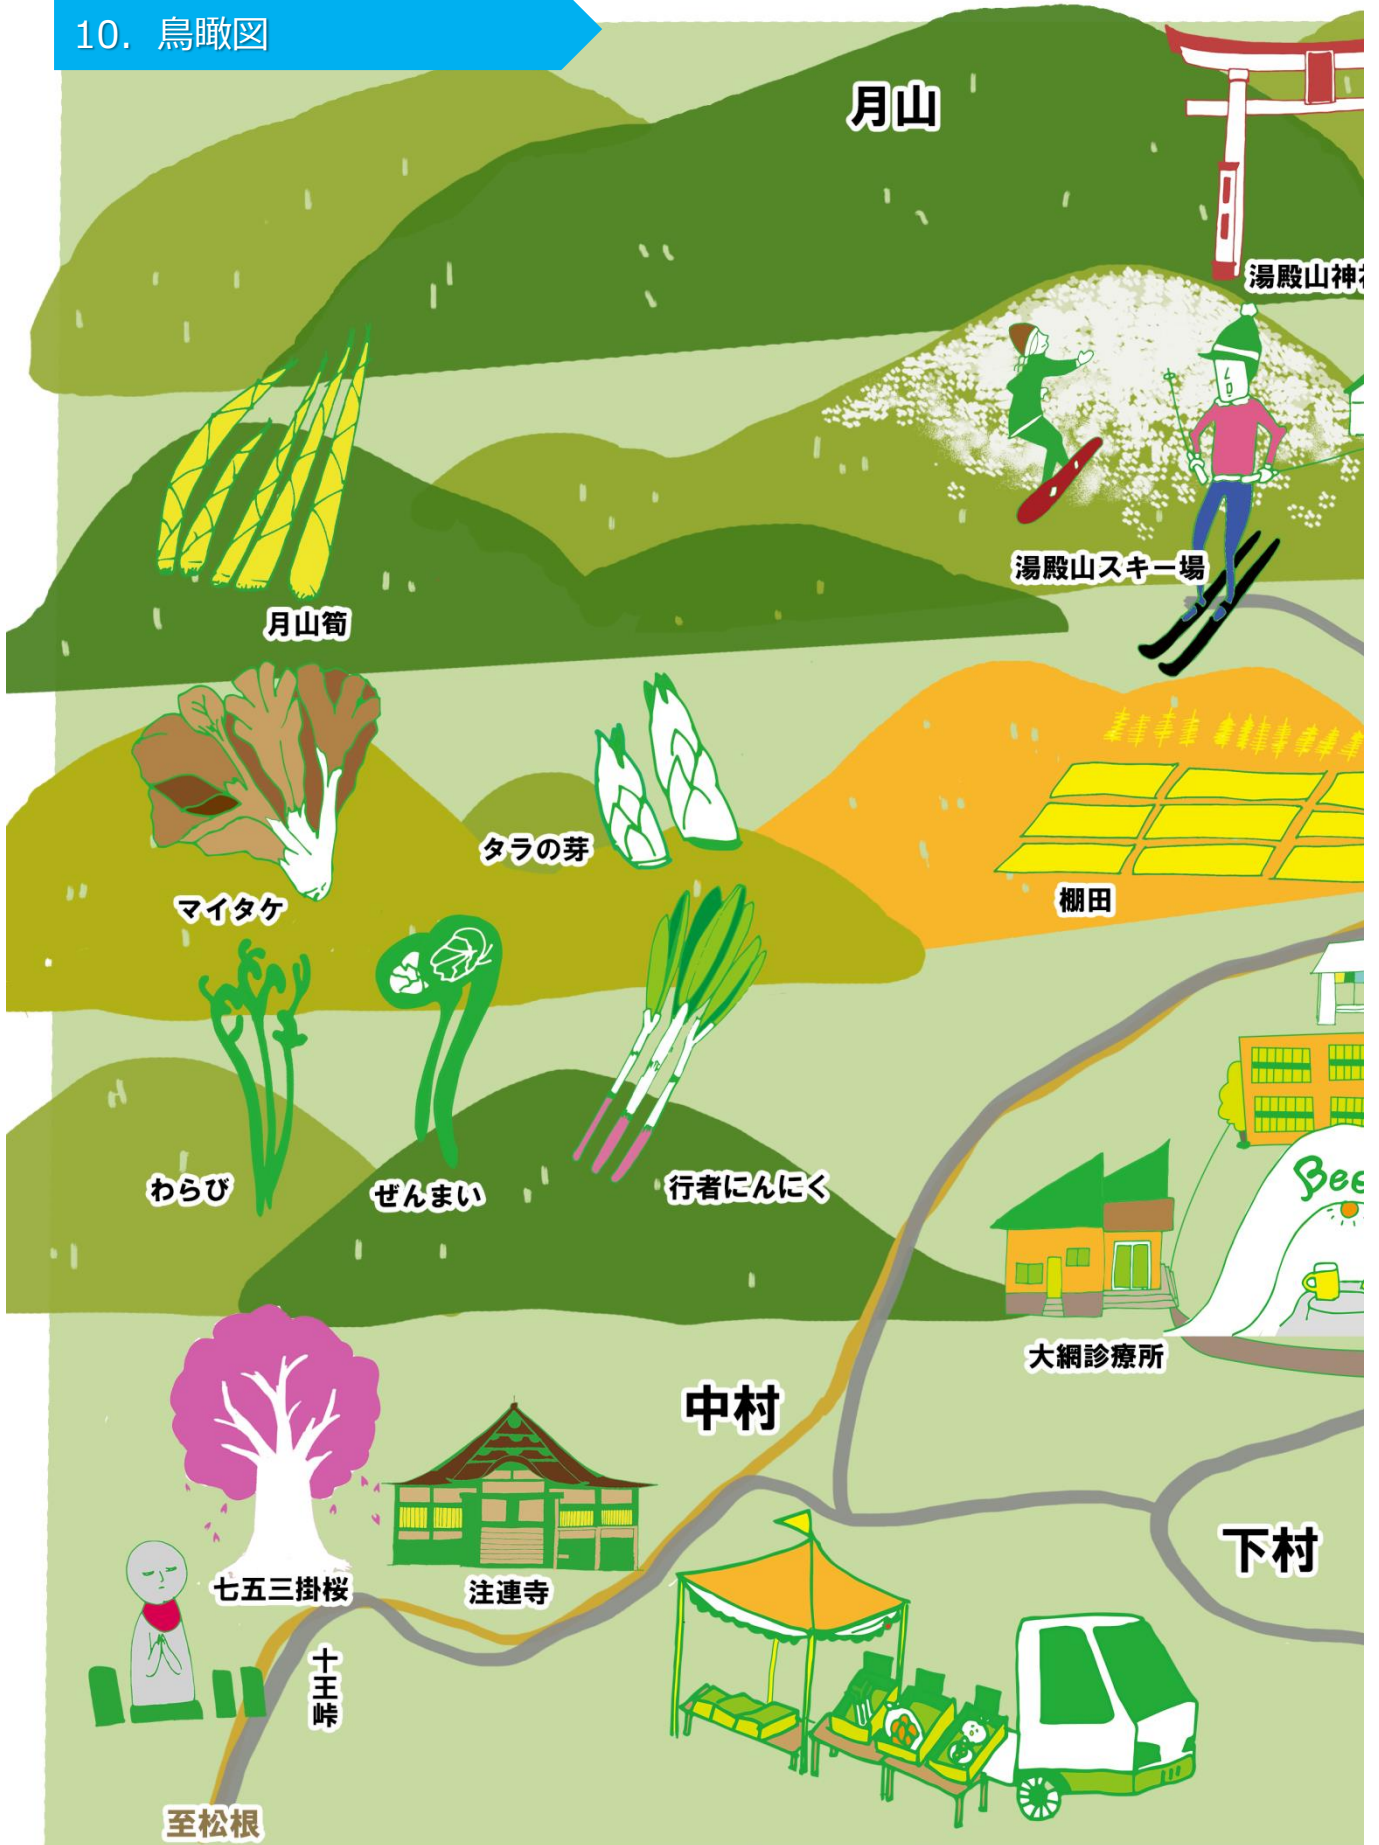 10. 鳥瞰図
月山
湯殿山神
湯殿山スキー場
月山筍
タラの芽
マイタケ
棚田
わらび
ぜんまい
行者にんにく
Bee
大網診療所
中村
下村
七五三掛桜
注連寺
十王峠
至松根